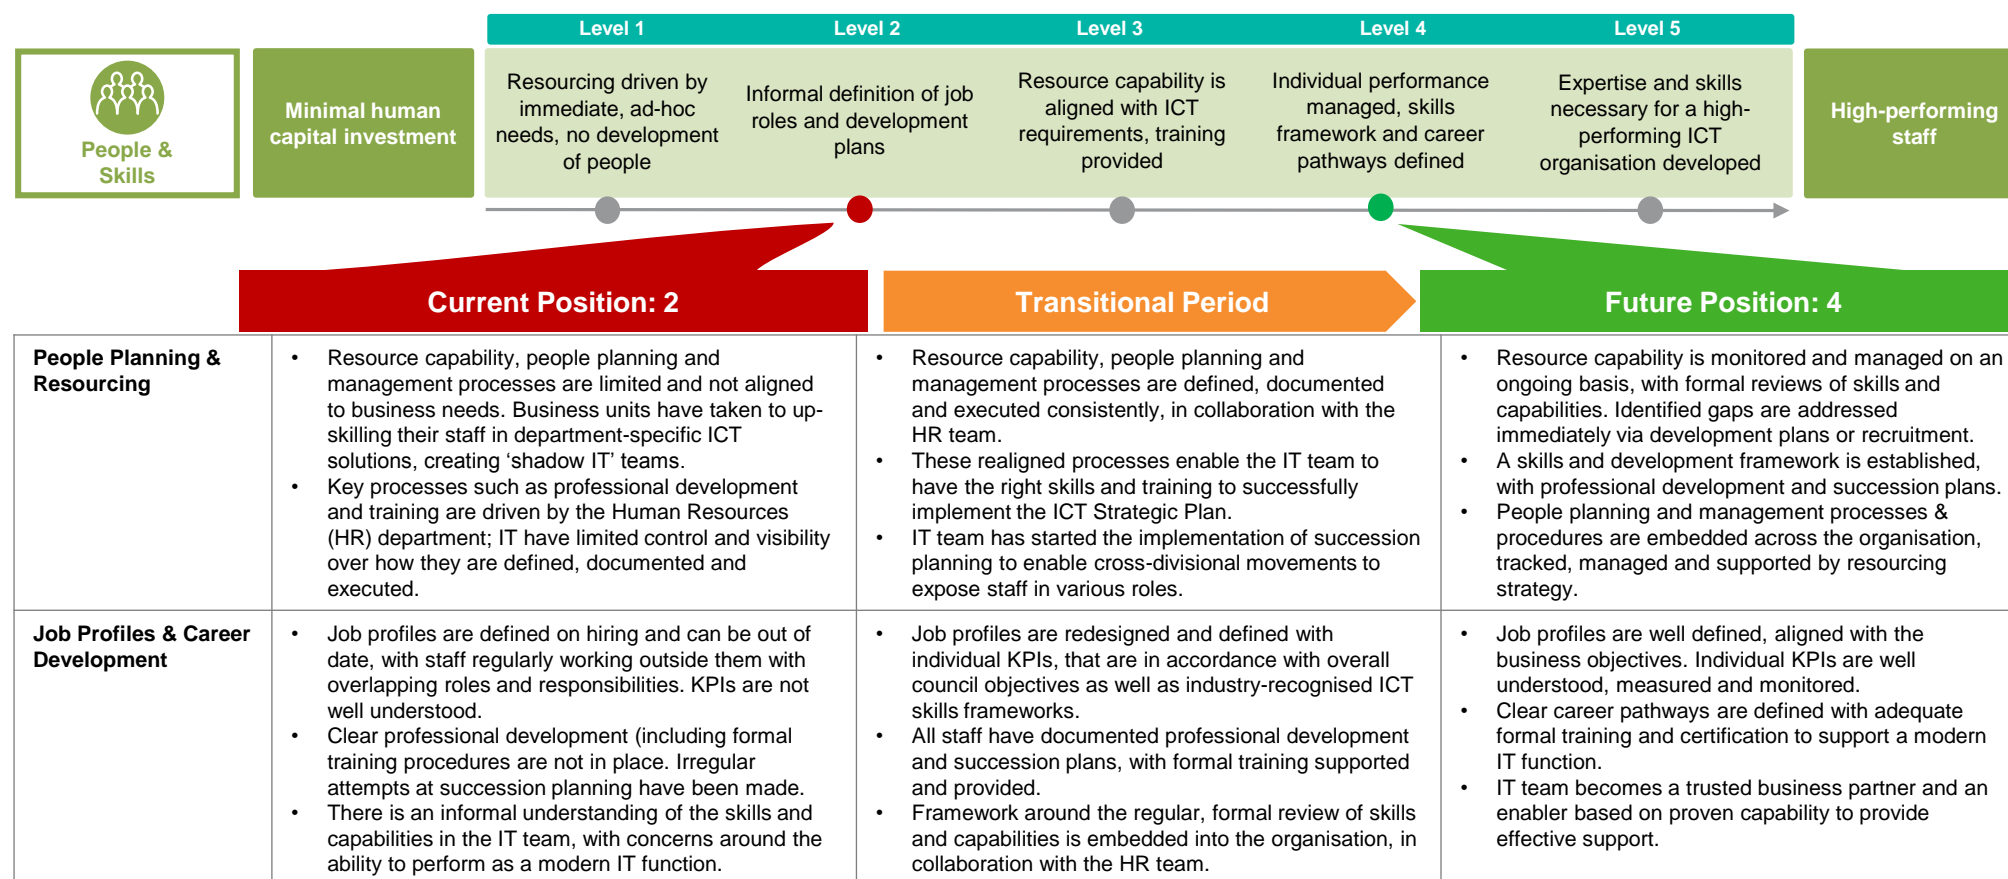 Level 1
Level 2
Level 3
Level 4
Level 5
People &
Skills
Minimal human
capital investment
Resourcing driven by
immediate, ad-hoc
needs, no development
of people
Informal definition of job
roles and development
plans
Resource capability is
aligned with ICT
requirements, training
provided
Individual performance
managed, skills
framework and career
pathways defined
Expertise and skills
necessary for a high-
performing ICT
organisation developed
High-performing
staff
Current Position: 2
Transitional Period
Future Position: 4
People Planning &
Resourcing
• Resource capability, people planning and
management processes are limited and not aligned
to business needs. Business units have taken to up-
skilling their staff in department-specific ICT
solutions, creating ‘shadow IT’ teams.
• Key processes such as professional development
and training are driven by the Human Resources
(HR) department; IT have limited control and visibility
over how they are defined, documented and
executed.
• Resource capability, people planning and
management processes are defined, documented
and executed consistently, in collaboration with the
HR team.
• These realigned processes enable the IT team to
have the right skills and training to successfully
implement the ICT Strategic Plan.
• IT team has started the implementation of succession
planning to enable cross-divisional movements to
expose staff in various roles.
• Resource capability is monitored and managed on an
ongoing basis, with formal reviews of skills and
capabilities. Identified gaps are addressed
immediately via development plans or recruitment.
• A skills and development framework is established,
with professional development and succession plans.
• People planning and management processes &
procedures are embedded across the organisation,
tracked, managed and supported by resourcing
strategy.
Job Profiles & Career
Development
• Job profiles are defined on hiring and can be out of
date, with staff regularly working outside them with
overlapping roles and responsibilities. KPIs are not
well understood.
• Clear professional development (including formal
training procedures are not in place. Irregular
attempts at succession planning have been made.
• There is an informal understanding of the skills and
capabilities in the IT team, with concerns around the
ability to perform as a modern IT function.
• Job profiles are redesigned and defined with
individual KPIs, that are in accordance with overall
council objectives as well as industry-recognised ICT
skills frameworks.
• All staff have documented professional development
and succession plans, with formal training supported
and provided.
• Framework around the regular, formal review of skills
and capabilities is embedded into the organisation, in
collaboration with the HR team.
• Job profiles are well defined, aligned with the
business objectives. Individual KPIs are well
understood, measured and monitored.
• Clear career pathways are defined with adequate
formal training and certification to support a modern
IT function.
• IT team becomes a trusted business partner and an
enabler based on proven capability to provide
effective support.